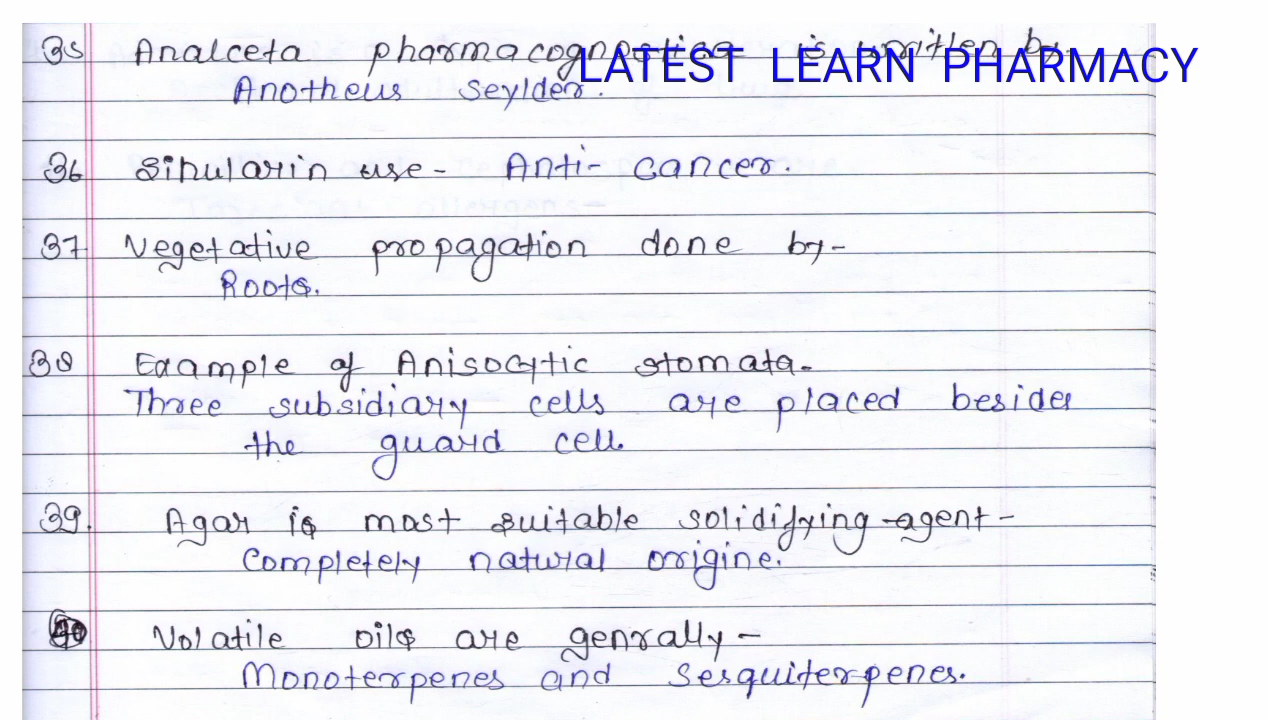 35 Analceta pharmacognostica is written by-
LATEST LEARN PHARMACY
Anotheus Seylder.
36 Sinularin use- Anti-cancer.
37 Vegetative propagation done by-
Roots.
38 Example of Anisocytic stomata-
Three subsidiary cells are placed besides
the guard cell.
39. Agar is most suitable solidifying agent-
Completely natural origine.
40 Volatile oils are genrally-
Monoterpenes and Sesquiterpenes.